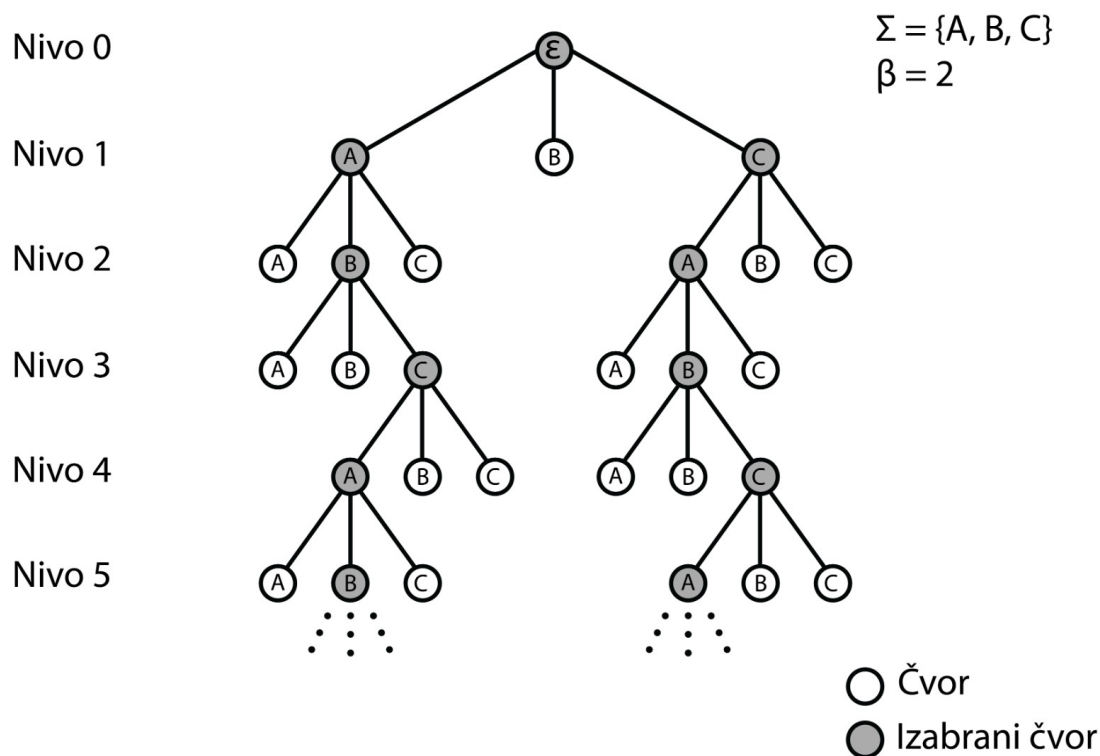 Nivo 0
ε
Σ = {A, B, C}
β = 2
Nivo 1
A B C
Nivo 2
A B C A B C
Nivo 3
A B C A B C
Nivo 4
A B C A B C
Nivo 5
A B C A B C
Čvor
Izabrani čvor